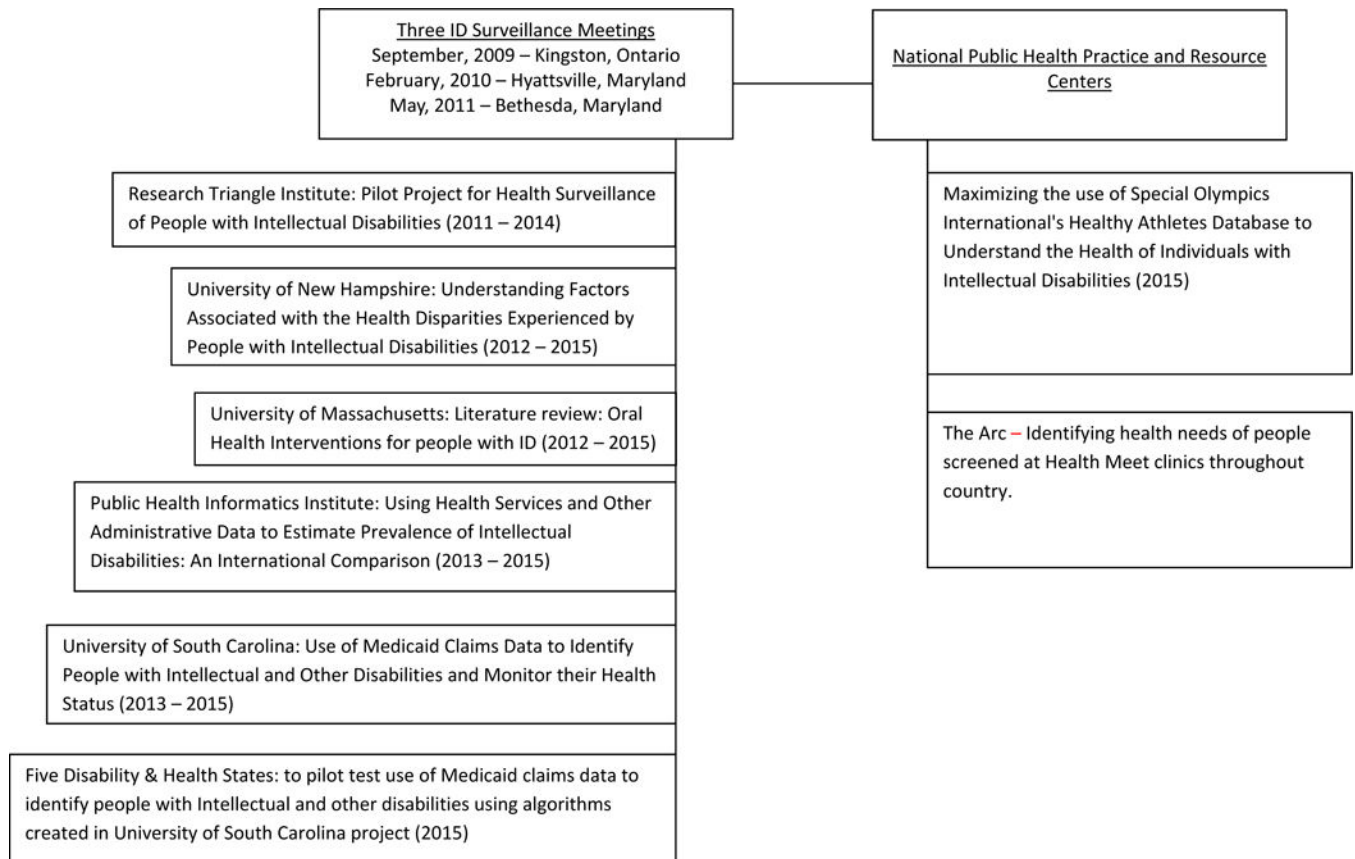 Three ID Surveillance Meetings
September, 2009 – Kingston, Ontario
February, 2010 – Hyattsville, Maryland
May, 2011 – Bethesda, Maryland
National Public Health Practice and Resource
Centers
Research Triangle Institute: Pilot Project for Health Surveillance
of People with Intellectual Disabilities (2011 – 2014)
University of New Hampshire: Understanding Factors
Associated with the Health Disparities Experienced by
People with Intellectual Disabilities (2012 – 2015)
University of Massachusetts: Literature review: Oral
Health Interventions for people with ID (2012 – 2015)
Public Health Informatics Institute: Using Health Services and Other
Administrative Data to Estimate Prevalence of Intellectual
Disabilities: An International Comparison (2013 – 2015)
University of South Carolina: Use of Medicaid Claims Data to Identify
People with Intellectual and Other Disabilities and Monitor their Health
Status (2013 – 2015)
Five Disability & Health States: to pilot test use of Medicaid claims data to
identify people with Intellectual and other disabilities using algorithms
created in University of South Carolina project (2015)
Maximizing the use of Special Olympics
International's Healthy Athletes Database to
Understand the Health of Individuals with
Intellectual Disabilities (2015)
The Arc – Identifying health needs of people
screened at Health Meet clinics throughout
country.